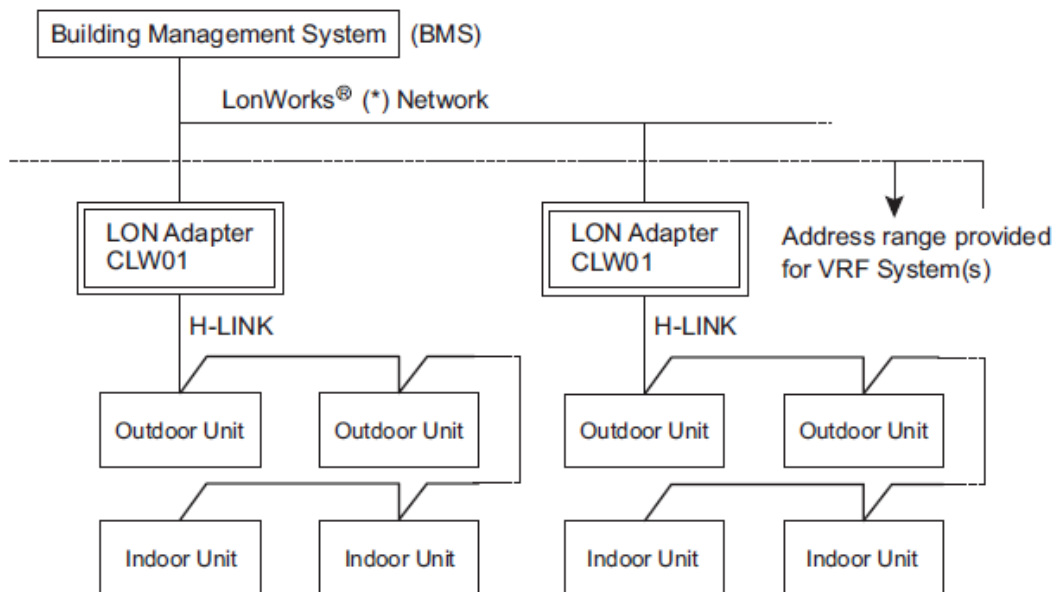 Building Management System (BMS)
LonWorks® (*) Network
LON Adapter
CLW01
LON Adapter
CLW01
Address range provided
for VRF System(s)
H-LINK
H-LINK
Outdoor Unit
Outdoor Unit
Outdoor Unit
Outdoor Unit
Indoor Unit
Indoor Unit
Indoor Unit
Indoor Unit